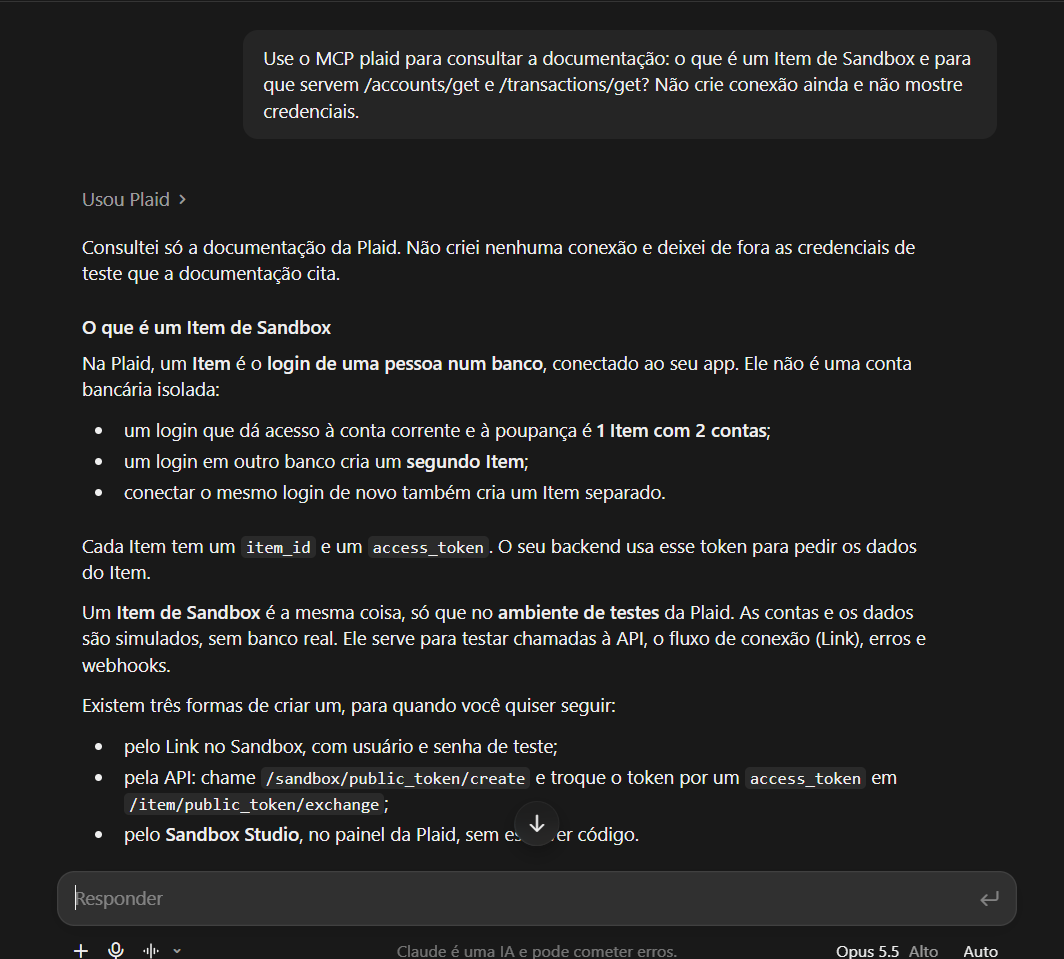 Use o MCP plaid para consultar a documentação: o que é um Item de Sandbox e para
que servem /accounts/get e /transactions/get? Não crie conexão ainda e não mostre
credenciais.
Usou Plaid >
Consultei só a documentação da Plaid. Não criei nenhuma conexão e deixei de fora as credenciais de
teste que a documentação cita.
O que é um Item de Sandbox
Na Plaid, um Item é o login de uma pessoa num banco, conectado ao seu app. Ele não é uma conta
bancária isolada:
• um login que dá acesso à conta corrente e à poupança é 1 Item com 2 contas;
• um login em outro banco cria um segundo Item;
• conectar o mesmo login de novo também cria um Item separado.
Cada Item tem um item_id e um access_token. O seu backend usa esse token para pedir os dados
do Item.
Um Item de Sandbox é a mesma coisa, só que no ambiente de testes da Plaid. As contas e os dados
são simulados, sem banco real. Ele serve para testar chamadas à API, o fluxo de conexão (Link), erros e
webhooks.
Existem três formas de criar um, para quando você quiser seguir:
• pelo Link no Sandbox, com usuário e senha de teste;
• pela API: chame /sandbox/public_token/create e troque o token por um access_token em
/item/public_token/exchange;
• pelo Sandbox Studio, no painel da Plaid, sem código.
Responder
Claude é uma IA e pode cometer erros.
Opus 5.5 Alto Auto